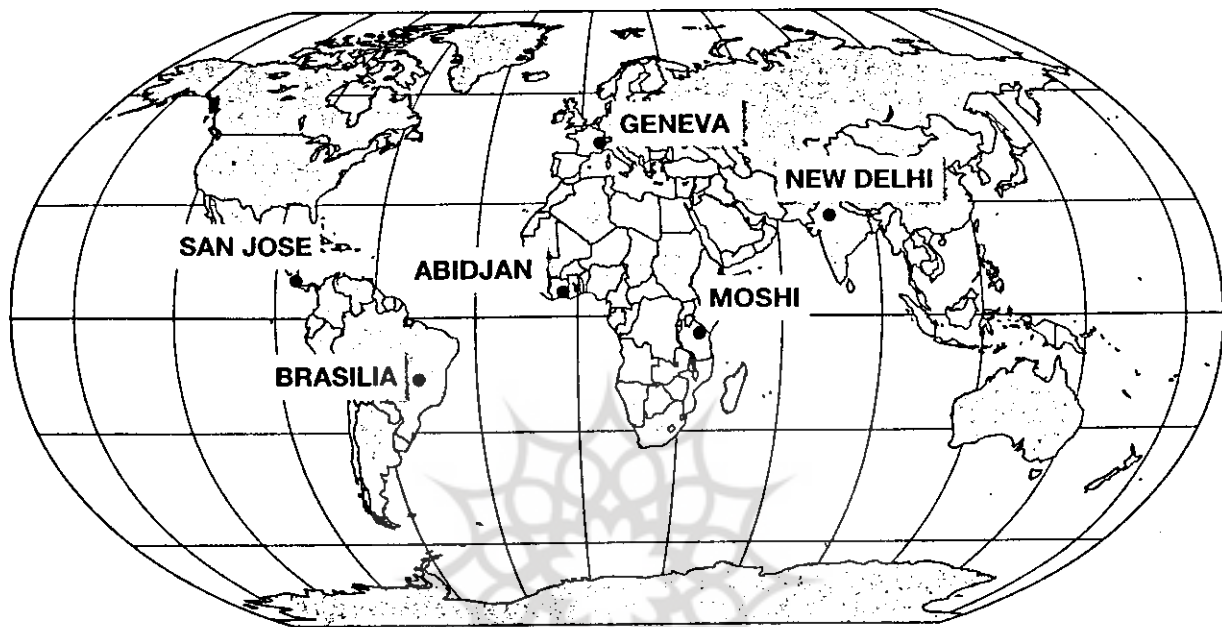 GENEVA
NEW DELHI
SAN JOSE
ABIDJAN
MOSHI
BRASILIA